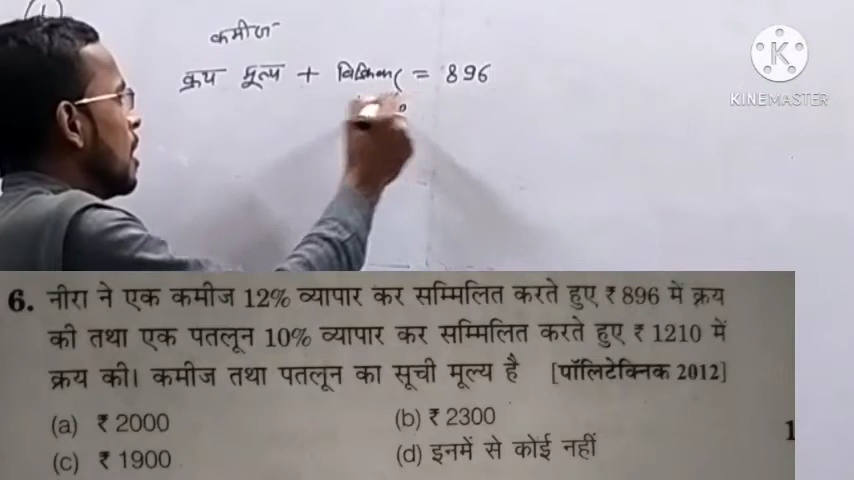 कमीज
क्रय मूल्य + बिक्रीकर = 896
KINEMASTER
6. नीरा ने एक कमीज 12% व्यापार कर सम्मिलित करते हुए ₹ 896 में क्रय
की तथा एक पतलून 10% व्यापार कर सम्मिलित करते हुए ₹ 1210 में
क्रय की। कमीज तथा पतलून का सूची मूल्य है [पॉलिटेक्निक 2012]
(a) ₹ 2000 (b) ₹ 2300
(c) ₹ 1900 (d) इनमें से कोई नहीं
1